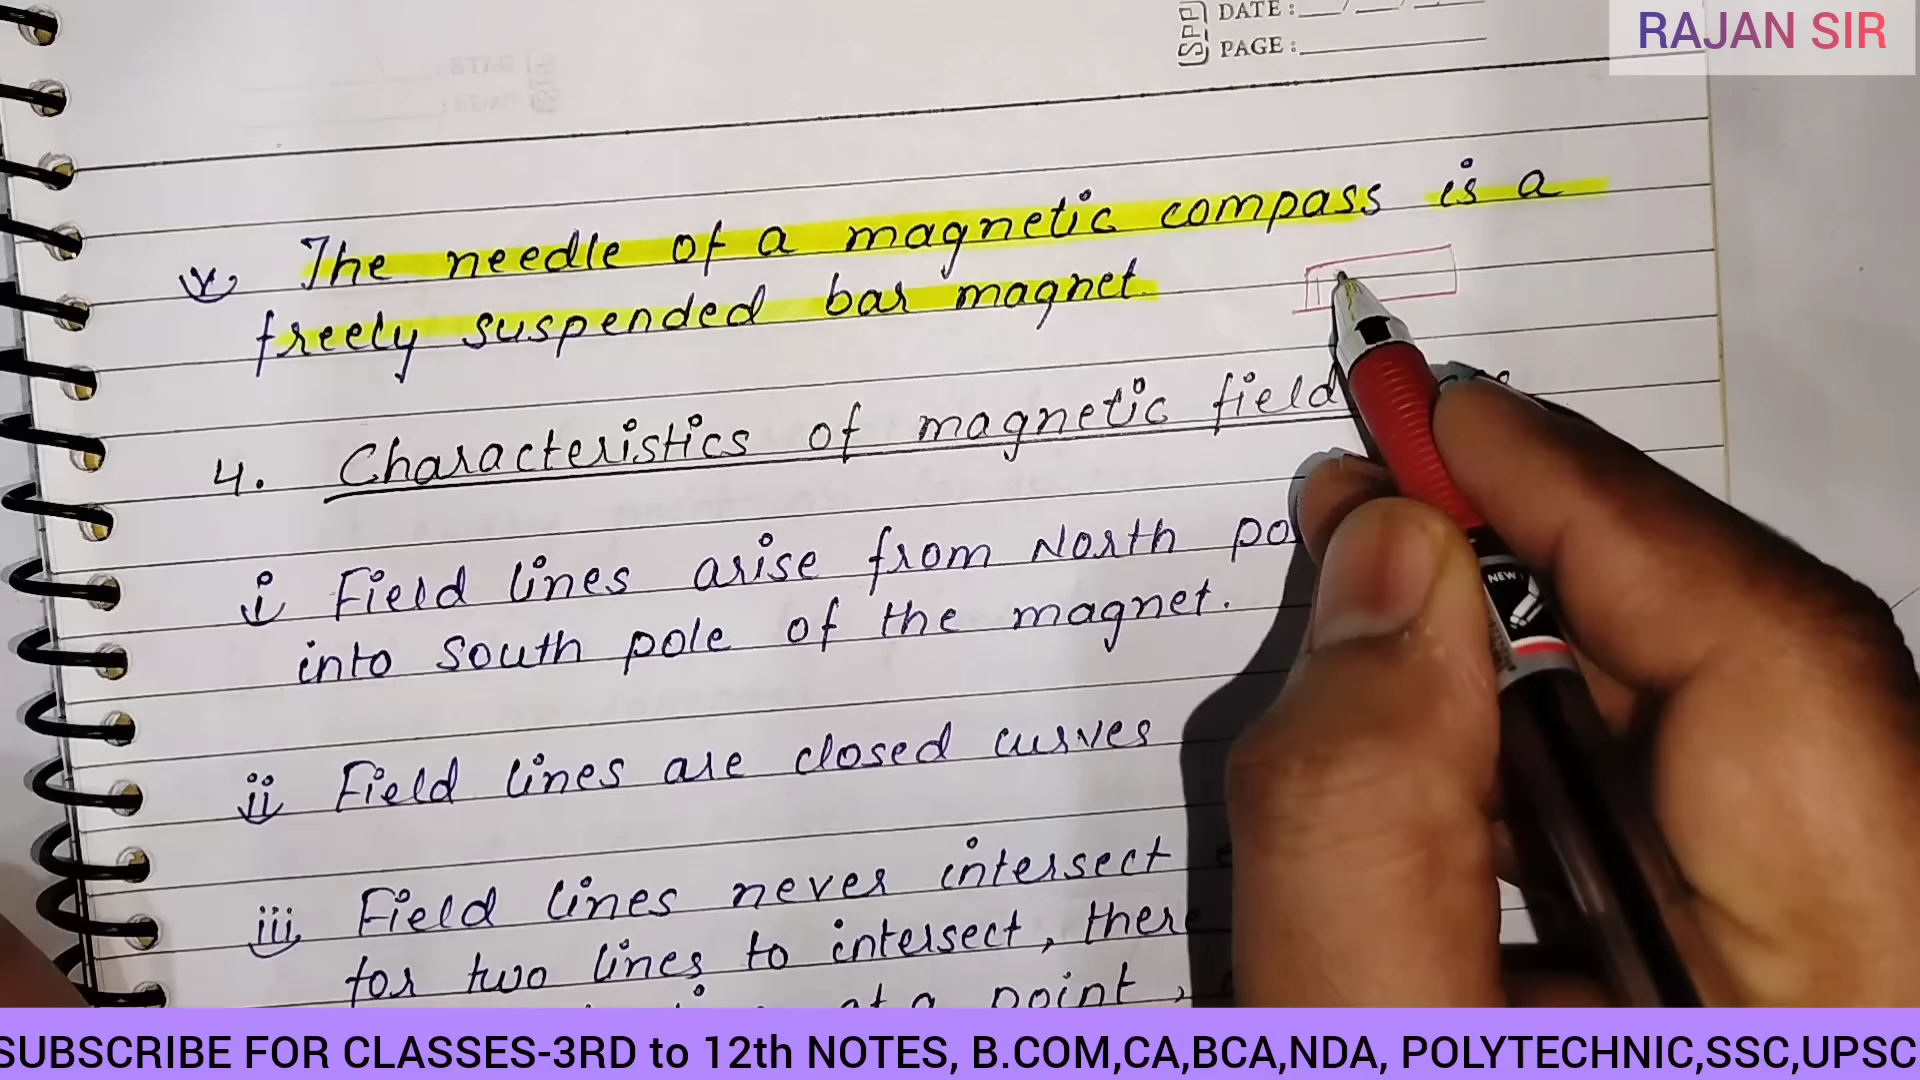 DATE:
PAGE:
RAJAN SIR
v The needle of a magnetic compass is a
freely suspended bar magnet.
4. Characteristics of magnetic field
i Field lines arise from North
into South pole of the magnet.
ii Field lines are closed curves
iii Field lines never intersect
for two lines to intersect,
at a point,
NEW
SUBSCRIBE FOR CLASSES-3RD to 12th NOTES, B.COM,CA,BCA,NDA, POLYTECHNIC,SSC,UPSC